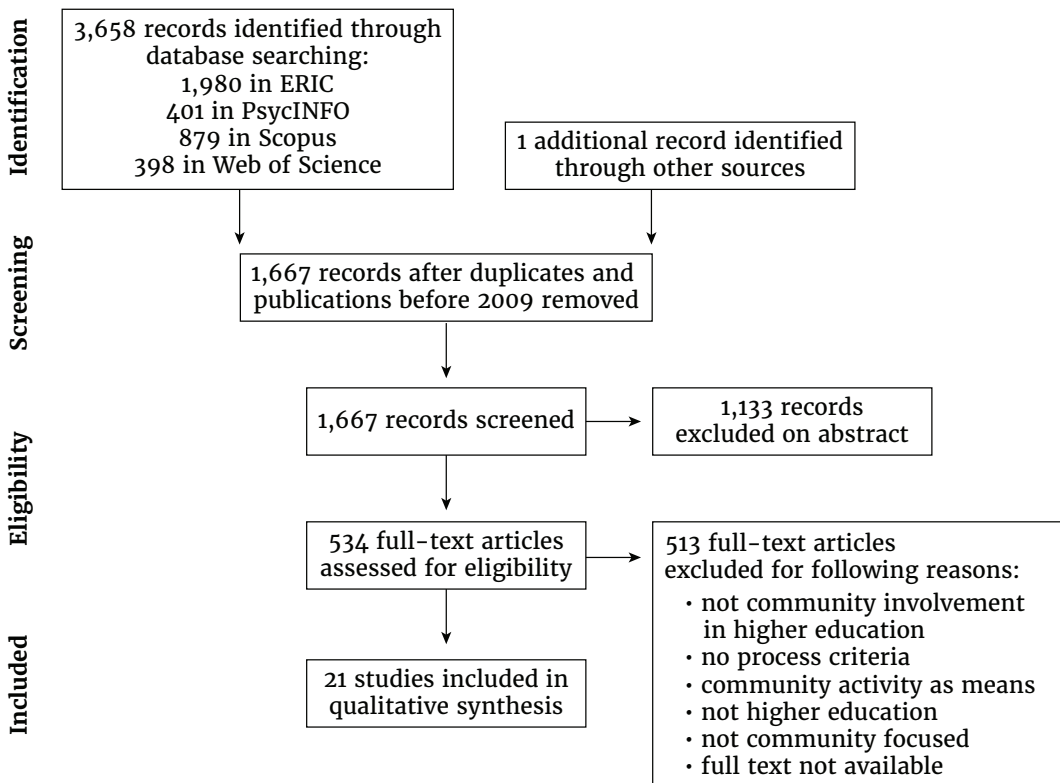 Identification
3,658 records identified through
database searching:
1,980 in ERIC
401 in PsycINFO
879 in Scopus
398 in Web of Science
1 additional record identified
through other sources
Screening
1,667 records after duplicates and
publications before 2009 removed
1,667 records screened
1,133 records
excluded on abstract
Eligibility
534 full-text articles
assessed for eligibility
513 full-text articles
excluded for following reasons:
· not community involvement
in higher education
· no process criteria
· community activity as means
· not higher education
· not community focused
· full text not available
Included
21 studies included in
qualitative synthesis